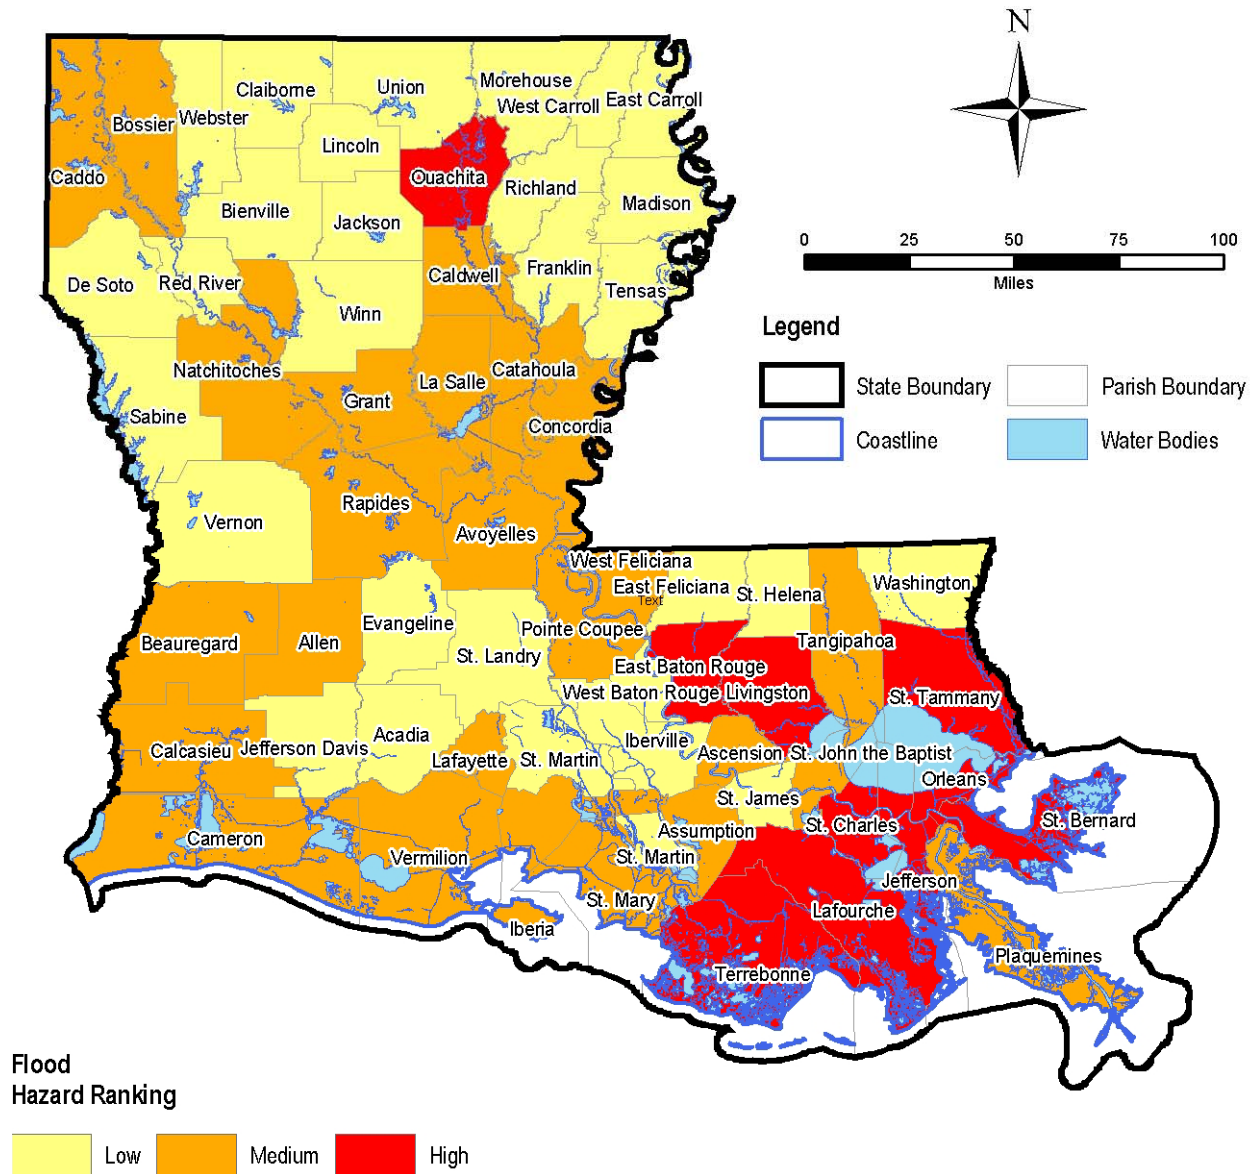 N
Morehouse
Claiborne
Union
West Carroll
East Carroll
Bossier
Webster
Lincoln
Caddo
Ouachita
Richland
Madison
Bienville
Jackson
0 25 50 75 100
Miles
De Soto
Red River
Caldwell
Franklin
Tensas
Winn
Legend
Natchitoches
La Salle
Catahoula
State Boundary
Parish Boundary
Grant
Sabine
Concordia
Coastline
Water Bodies
Rapides
Vernon
Avoyelles
West Feliciana
East Feliciana
Text
St. Helena
Washington
Evangeline
Pointe Coupee
Beauregard
Allen
Tangipahoa
St. Landry
East Baton Rouge
West Baton Rouge
Livingston
St. Tammany
Calcasieu
Jefferson Davis
Acadia
Iberville
Lafayette
St. Martin
Ascension
St. John the Baptist
Orleans
St. James
St. Charles
St. Bernard
Cameron
Assumption
Vermilion
St. Martin
Jefferson
St. Mary
Lafourche
Iberia
Plaquemines
Terrebonne
Flood
Hazard Ranking
Low
Medium
High